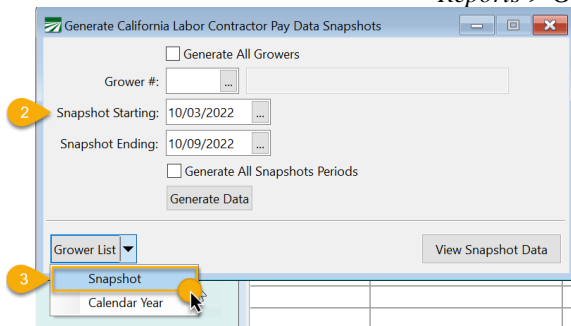 Generate California Labor Contractor Pay Data Snapshots
Generate All Growers
Grower #: ...
2 Snapshot Starting: 10/03/2022 ...
Snapshot Ending: 10/09/2022 ...
Generate All Snapshots Periods
Generate Data
Grower List View Snapshot Data
3 Snapshot
Calendar Year